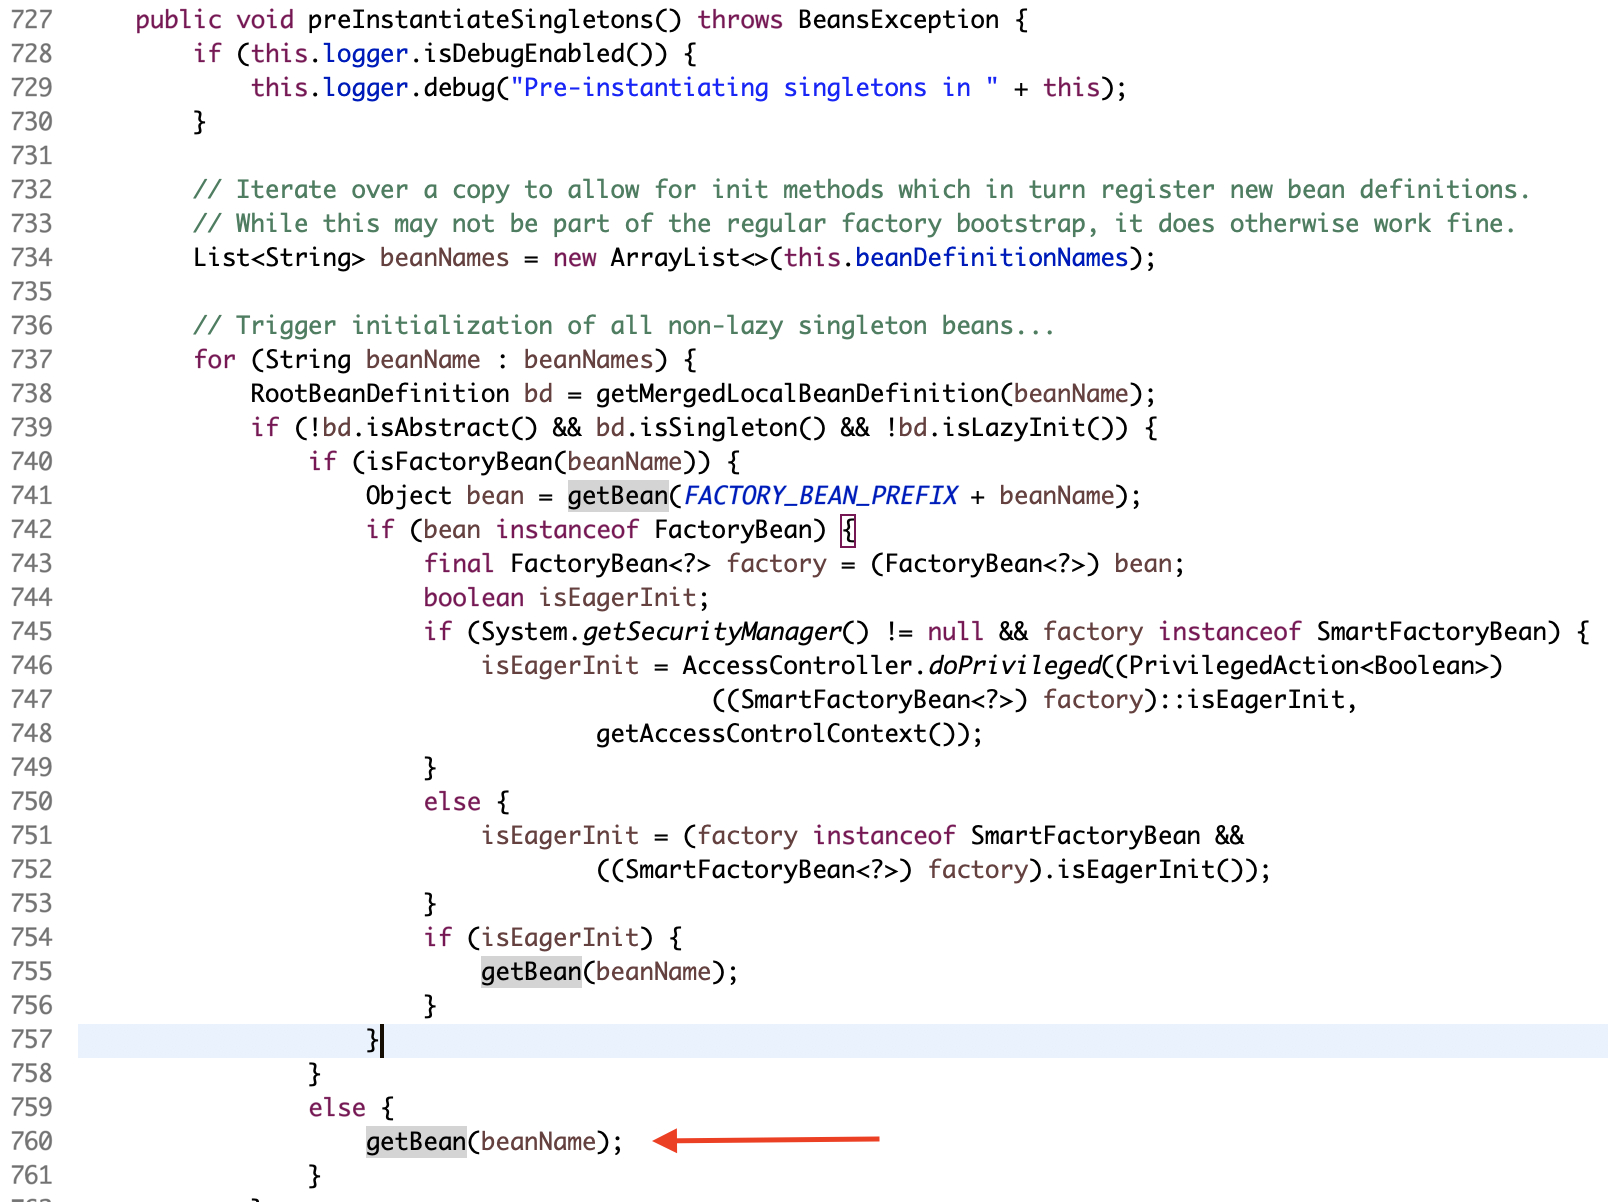 727 public void preInstantiateSingletons() throws BeansException {
728 if (this.logger.isDebugEnabled()) {
729 this.logger.debug("Pre-instantiating singletons in " + this);
730 }
731
732 // Iterate over a copy to allow for init methods which in turn register new bean definitions.
733 // While this may not be part of the regular factory bootstrap, it does otherwise work fine.
734 List<String> beanNames = new ArrayList<>(this.beanDefinitionNames);
735
736 // Trigger initialization of all non-lazy singleton beans...
737 for (String beanName : beanNames) {
738 RootBeanDefinition bd = getMergedLocalBeanDefinition(beanName);
739 if (!bd.isAbstract() && bd.isSingleton() && !bd.isLazyInit()) {
740 if (isFactoryBean(beanName)) {
741 Object bean = getBean(FACTORY_BEAN_PREFIX + beanName);
742 if (bean instanceof FactoryBean) {
743 final FactoryBean<?> factory = (FactoryBean<?>) bean;
744 boolean isEagerInit;
745 if (System.getSecurityManager() != null && factory instanceof SmartFactoryBean) {
746 isEagerInit = AccessController.doPrivileged((PrivilegedAction<Boolean>)
747 ((SmartFactoryBean<?>) factory)::isEagerInit,
748 getAccessControlContext());
749 }
750 else {
751 isEagerInit = (factory instanceof SmartFactoryBean &&
752 ((SmartFactoryBean<?>) factory).isEagerInit());
753 }
754 if (isEagerInit) {
755 getBean(beanName);
756 }
757 }
758 }
759 else {
760 getBean(beanName);
761 }